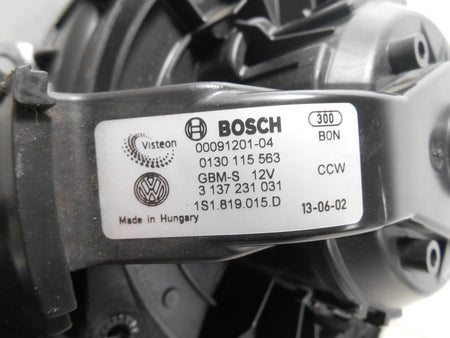 Visteon
BOSCH
300
00091201-04
BON
0130 115 563
GBM-S 12V
CCW
3 137 231 031
1S1.819.015.D
Made in Hungary
13-06-02